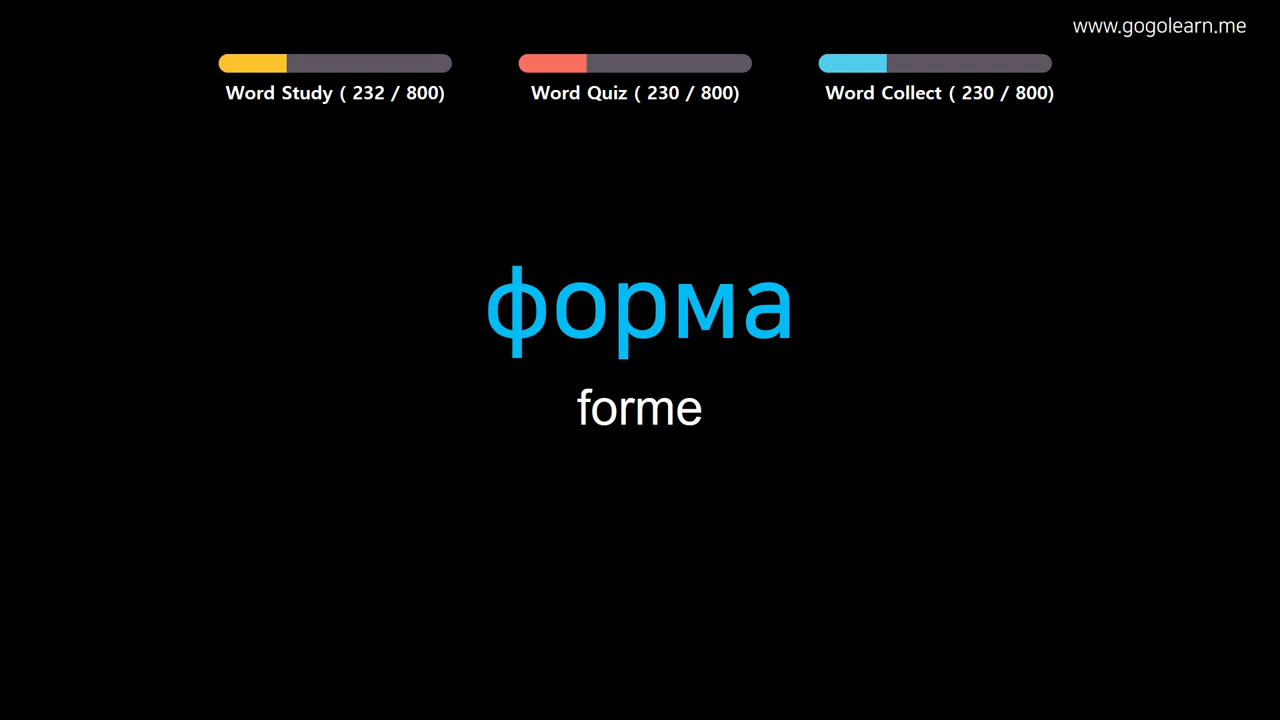 www.gogolearn.me
Word Study ( 232 / 800)
Word Quiz ( 230 / 800)
Word Collect ( 230 / 800)
форма
forme